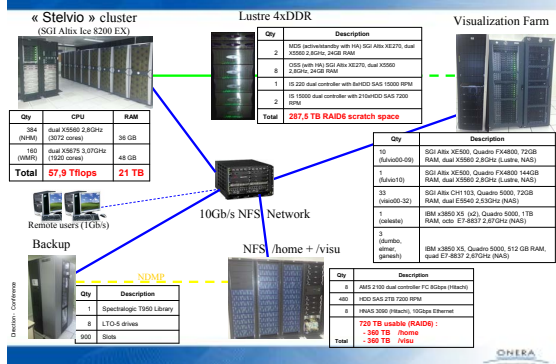 « Stelvio » cluster
(SGI Altix Ice 8200 EX)
Qty CPU RAM
384 (NHM) dual X5560 2,8GHz (3072 cores) 36 GB
160 (WMR) dual X5675 3,07GHz (1920 cores) 48 GB
Total 57,9 Tflops 21 TB
Lustre 4xDDR
Qty Description
2 MDS (active/standby with HA) SGI Altix XE270, dual X5560 2,8GHz, 24GB RAM
8 OSS (with HA) SGI Altix XE270, dual X5560 2,8GHz, 24GB RAM
1 IS 220 dual controller with 8xHDD SAS 15000 RPM
2 IS 15000 dual controller with 210xHDD SAS 7200 RPM
Total 287,5 TB RAID6 scratch space
Visualization Farm
Qty Description
10 (fulvio00-09) SGI Altix XE500, Quadro FX4800, 72GB RAM, dual X5560 2,8GHz (Lustre, NAS)
1 (fulvio10) SGI Altix XE500, Quadro FX4800 144GB RAM, dual X5560 2,8GHz (Lustre, NAS)
33 (visio00-32) SGI Altix CH1103, Quadro 5000, 72GB RAM, dual E5540 2,53GHz (NAS)
1 (celeste) IBM x3850 X5 (x2), Quadro 5000, 1TB RAM, octo E7-8837 2,67GHz (NAS)
3 (dumbo, elmer, ganesh) IBM x3850 X5, Quadro 5000, 512 GB RAM, quad E7-8837 2,67GHz (NAS)
10Gb/s NFS Network
Remote users (1Gb/s)
Backup
Qty Description
1 Spectralogic T950 Library
8 LTO-5 drives
900 Slots
NDMP
NFS /home + /visu
Qty Description
8 AMS 2100 dual controller FC 8Gbps (Hitachi)
480 HDD SAS 2TB 7200 RPM
8 HNAS 3090 (Hitachi), 10Gbps Ethernet
Total 720 TB usable (RAID6) :
- 360 TB /home
- 360 TB /visu
Direction - Conférence
ONERA